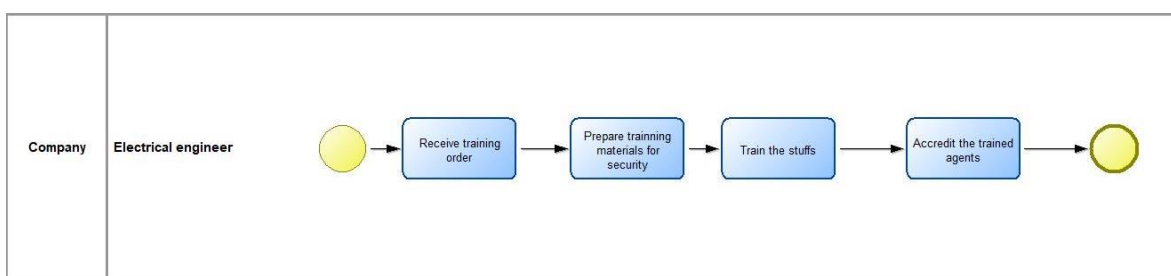 Company
Electrical engineer
Receive training
order
Prepare trainning
materials for
security
Train the stuffs
Accredit the trained
agents